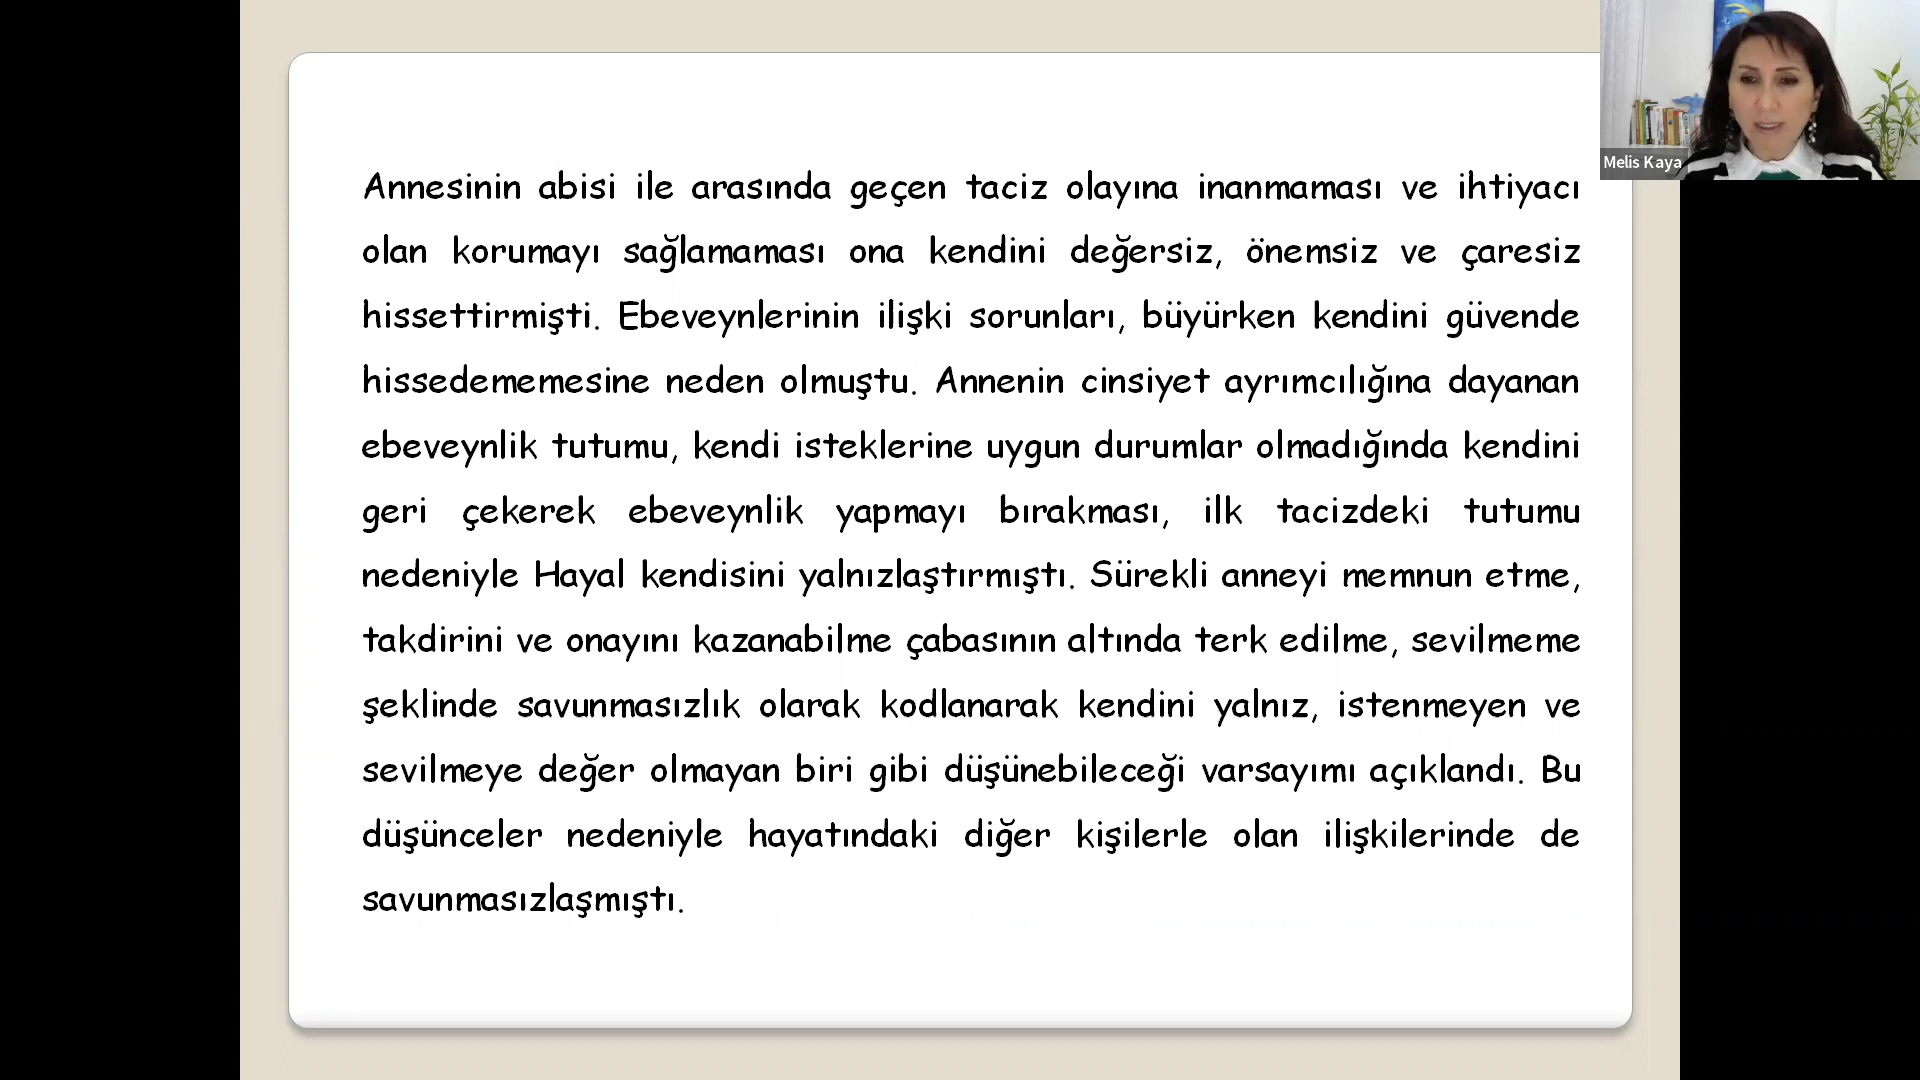 Melis Kaya
Annesinin abisi ile arasında geçen taciz olayına inanmaması ve ihtiyacı
olan korumayı sağlamaması ona kendini değersiz, önemsiz ve çaresiz
hissettirmişti. Ebeveynlerinin ilişki sorunları, büyürken kendini güvende
hissedememesine neden olmuştu. Annenin cinsiyet ayrımcılığına dayanan
ebeveynlik tutumu, kendi isteklerine uygun durumlar olmadığında kendini
geri çekerek ebeveynlik yapmayı bırakması, ilk tacizdeki tutumu
nedeniyle Hayal kendisini yalnızlaştırmıştı. Sürekli anneyi memnun etme,
takdirini ve onayını kazanabilme çabasının altında terk edilme, sevilmeme
şeklinde savunmasızlık olarak kodlanarak kendini yalnız, istenmeyen ve
sevilmeye değer olmayan biri gibi düşünebileceği varsayımı açıklandı. Bu
düşünceler nedeniyle hayatındaki diğer kişilerle olan ilişkilerinde de
savunmasızlaşmıştı.